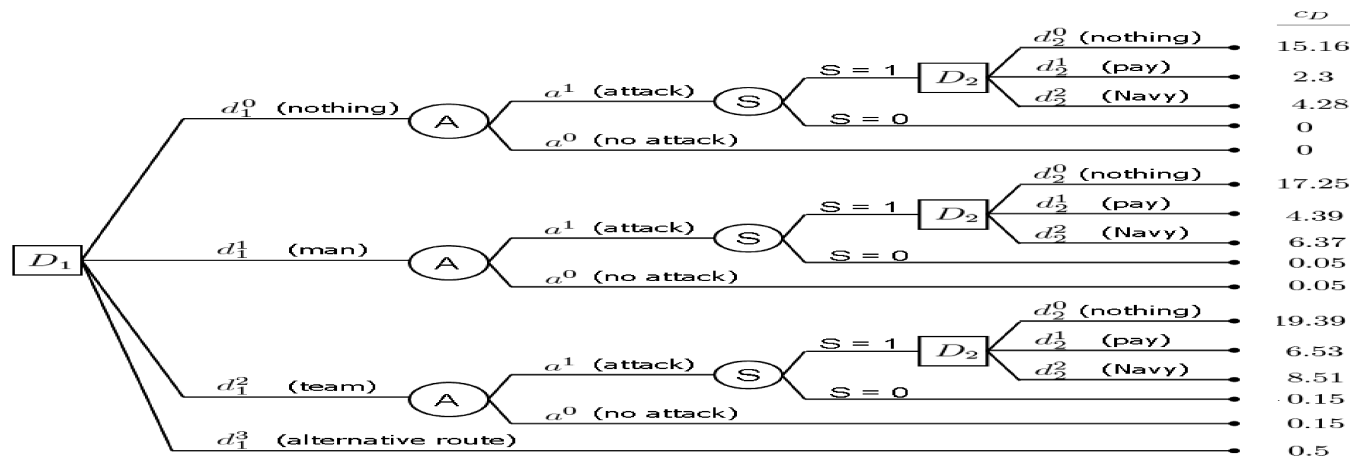 c_D
d_2^0 (nothing) 15.16
S = 1 D_2 d_2^1 (pay) 2.3
a^1 (attack) S d_2^2 (Navy) 4.28
d_1^0 (nothing) A S = 0 0
a^0 (no attack) 0
d_2^0 (nothing) 17.25
S = 1 D_2 d_2^1 (pay) 4.39
a^1 (attack) S d_2^2 (Navy) 6.37
D_1 d_1^1 (man) A S = 0 0.05
a^0 (no attack) 0.05
d_2^0 (nothing) 19.39
S = 1 D_2 d_2^1 (pay) 6.53
a^1 (attack) S d_2^2 (Navy) 8.51
d_1^2 (team) A S = 0 0.15
a^0 (no attack) 0.15
d_1^3 (alternative route) 0.5